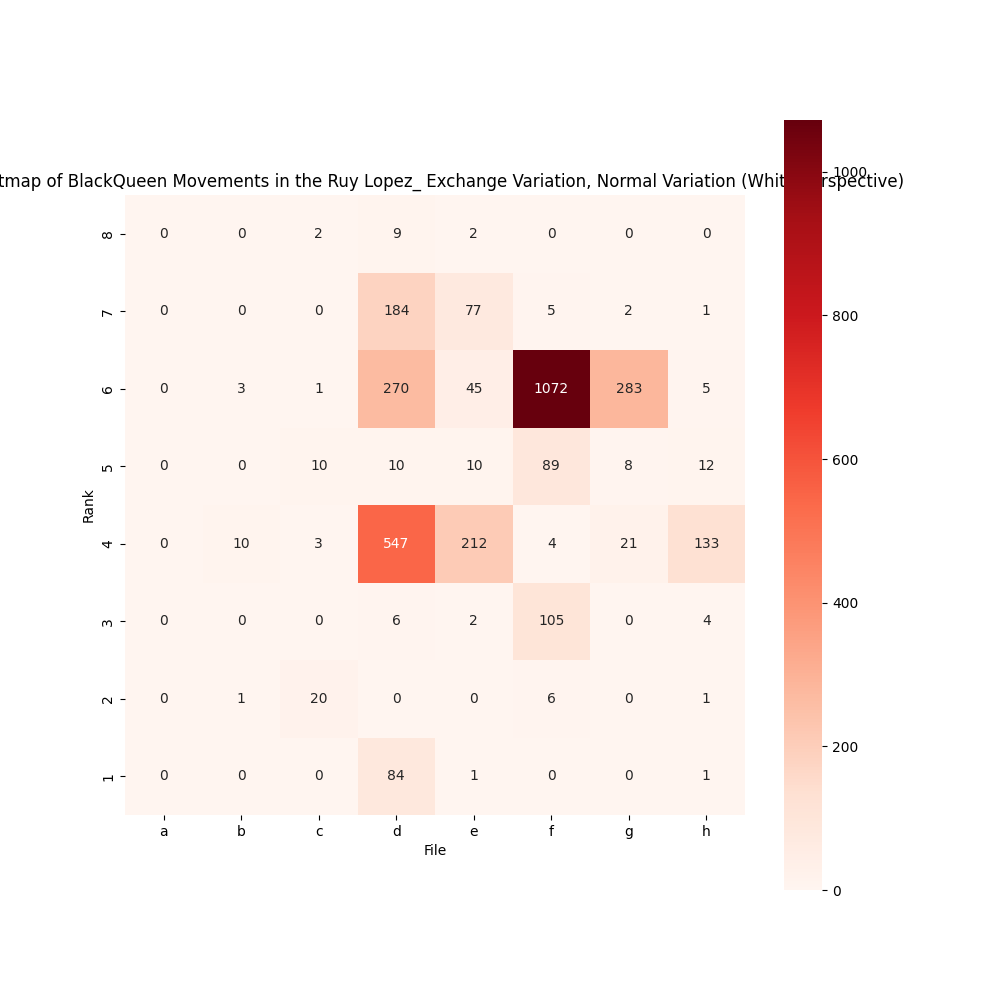 tmap of BlackQueen Movements in the Ruy Lopez_ Exchange Variation, Normal Variation (Whit rspective)
1000
8 0 0 2 9 2 0 0 0
7 0 0 0 184 77 5 2 1
800
6 0 3 1 270 45 1072 283 5
5 0 0 10 10 10 89 8 12
600
Rank
4 0 10 3 547 212 4 21 133
400
3 0 0 0 6 2 105 0 4
2 0 1 20 0 0 6 0 1
200
1 0 0 0 84 1 0 0 1
a b c d e f g h
File
0